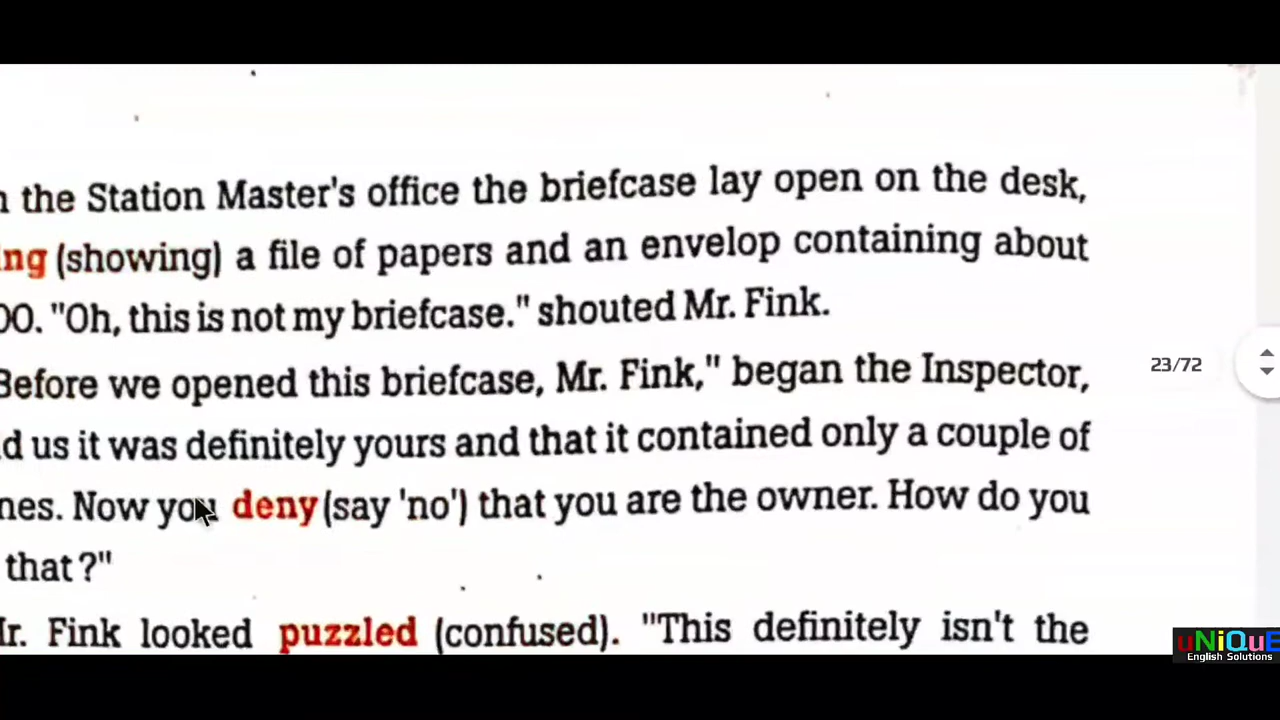 the Station Master's office the briefcase lay open on the desk,
ing (showing) a file of papers and an envelop containing about
00. "Oh, this is not my briefcase." shouted Mr. Fink.
Before we opened this briefcase, Mr. Fink," began the Inspector,
d us it was definitely yours and that it contained only a couple of
nes. Now you deny (say 'no') that you are the owner. How do you
that ?"
Mr. Fink looked puzzled (confused). "This definitely isn't the
23/72
uNiQuE
English Solutions